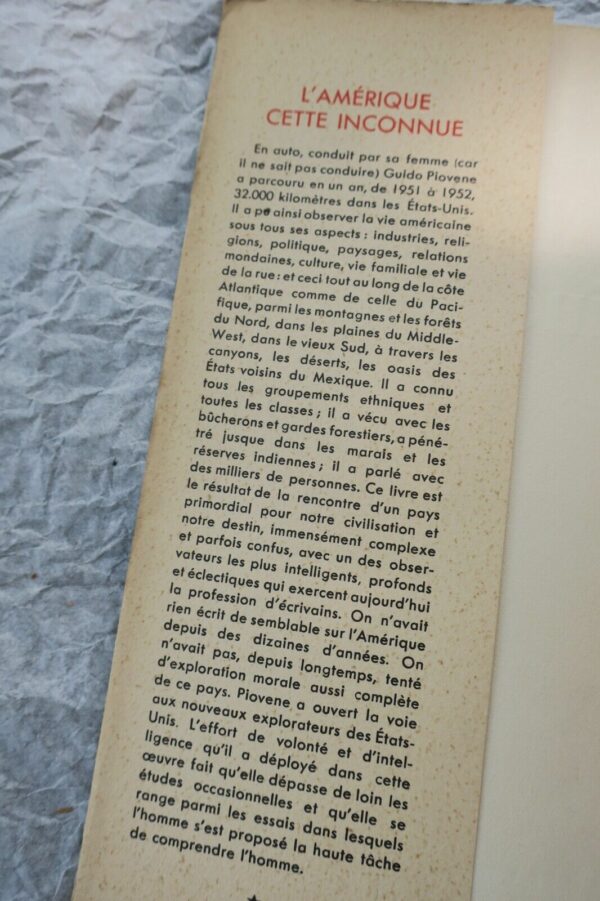 L'AMÉRIQUE
CETTE INCONNUE
En auto, conduit par sa femme (car
il ne sait pas conduire) Guido Piovene
a parcouru en un an, de 1951 à 1952,
32.000 kilomètres dans les États-Unis.
Il a pu ainsi observer la vie américaine
sous tous ses aspects : industries, reli-
gions, politique, paysages, relations
mondaines, culture, vie familiale et vie
de la rue : et ceci tout au long de la côte
Atlantique comme de celle du Paci-
fique, parmi les montagnes et les forêts
du Nord, dans les plaines du Middle-
West, dans le vieux Sud, à travers les
canyons, les déserts, les oasis des
États voisins du Mexique. Il a connu
tous les groupements ethniques et
toutes les classes ; il a vécu avec les
bûcherons et gardes forestiers, a péné-
tré jusque dans les marais et les
réserves indiennes ; il a parlé avec
des milliers de personnes. Ce livre est
le résultat de la rencontre d'un pays
primordial pour notre civilisation et
notre destin, immensément complexe
et parfois confus, avec un des obser-
vateurs les plus intelligents, profonds
et éclectiques qui exercent aujourd'hui
la profession d'écrivains. On n'avait
rien écrit de semblable sur l'Amérique
depuis des dizaines d'années. On
n'avait pas, depuis longtemps, tenté
d'exploration morale aussi complète
de ce pays. Piovene a ouvert la voie
aux nouveaux explorateurs des États-
Unis. L'effort de volonté et d'intel-
ligence qu'il a déployé dans cette
œuvre fait qu'elle dépasse de loin les
études occasionnelles et qu'elle se
range parmi les essais dans lesquels
l'homme s'est proposé la haute tâche
de comprendre l'homme.